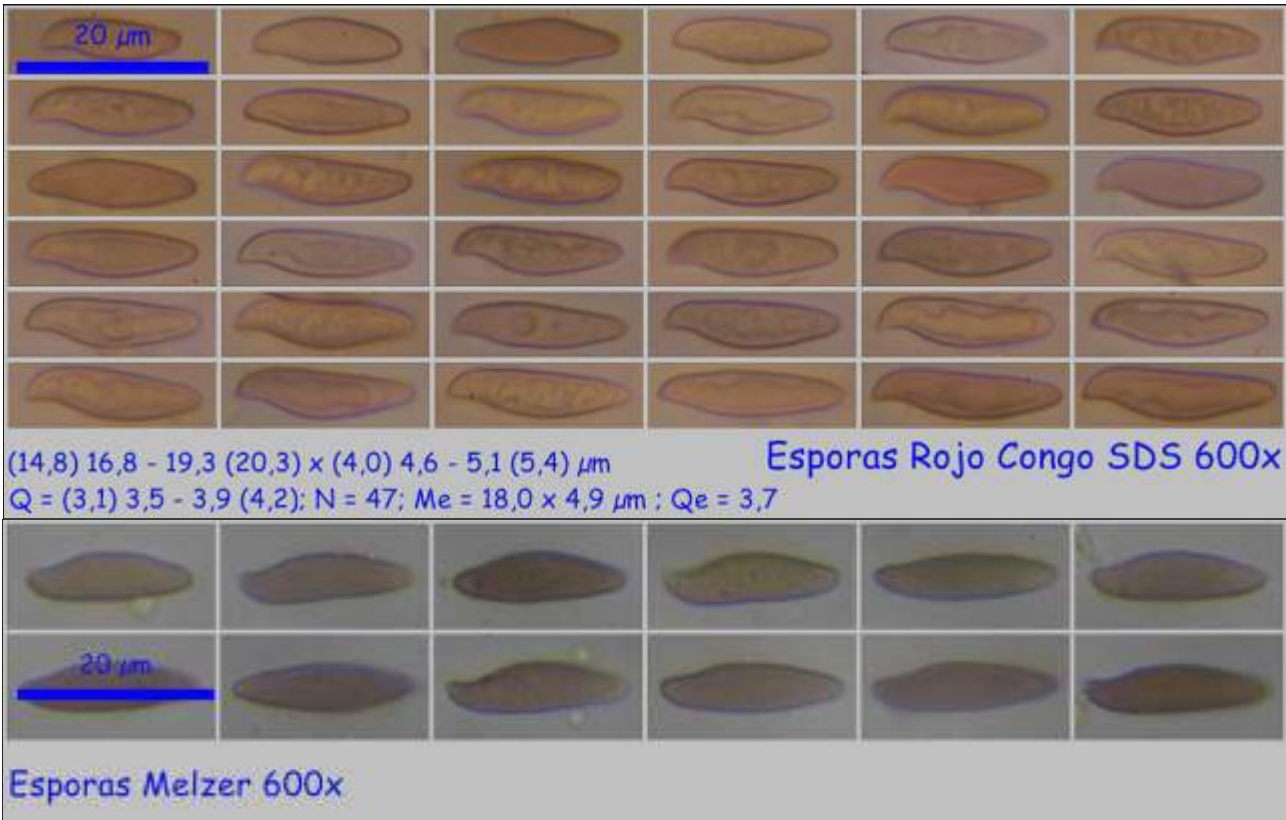 20 µm
(14,8) 16,8 - 19,3 (20,3) x (4,0) 4,6 - 5,1 (5,4) µm
Esporas Rojo Congo SDS 600x
Q = (3,1) 3,5 - 3,9 (4,2); N = 47; Me = 18,0 x 4,9 µm ; Qe = 3,7
20 µm
Esporas Melzer 600x